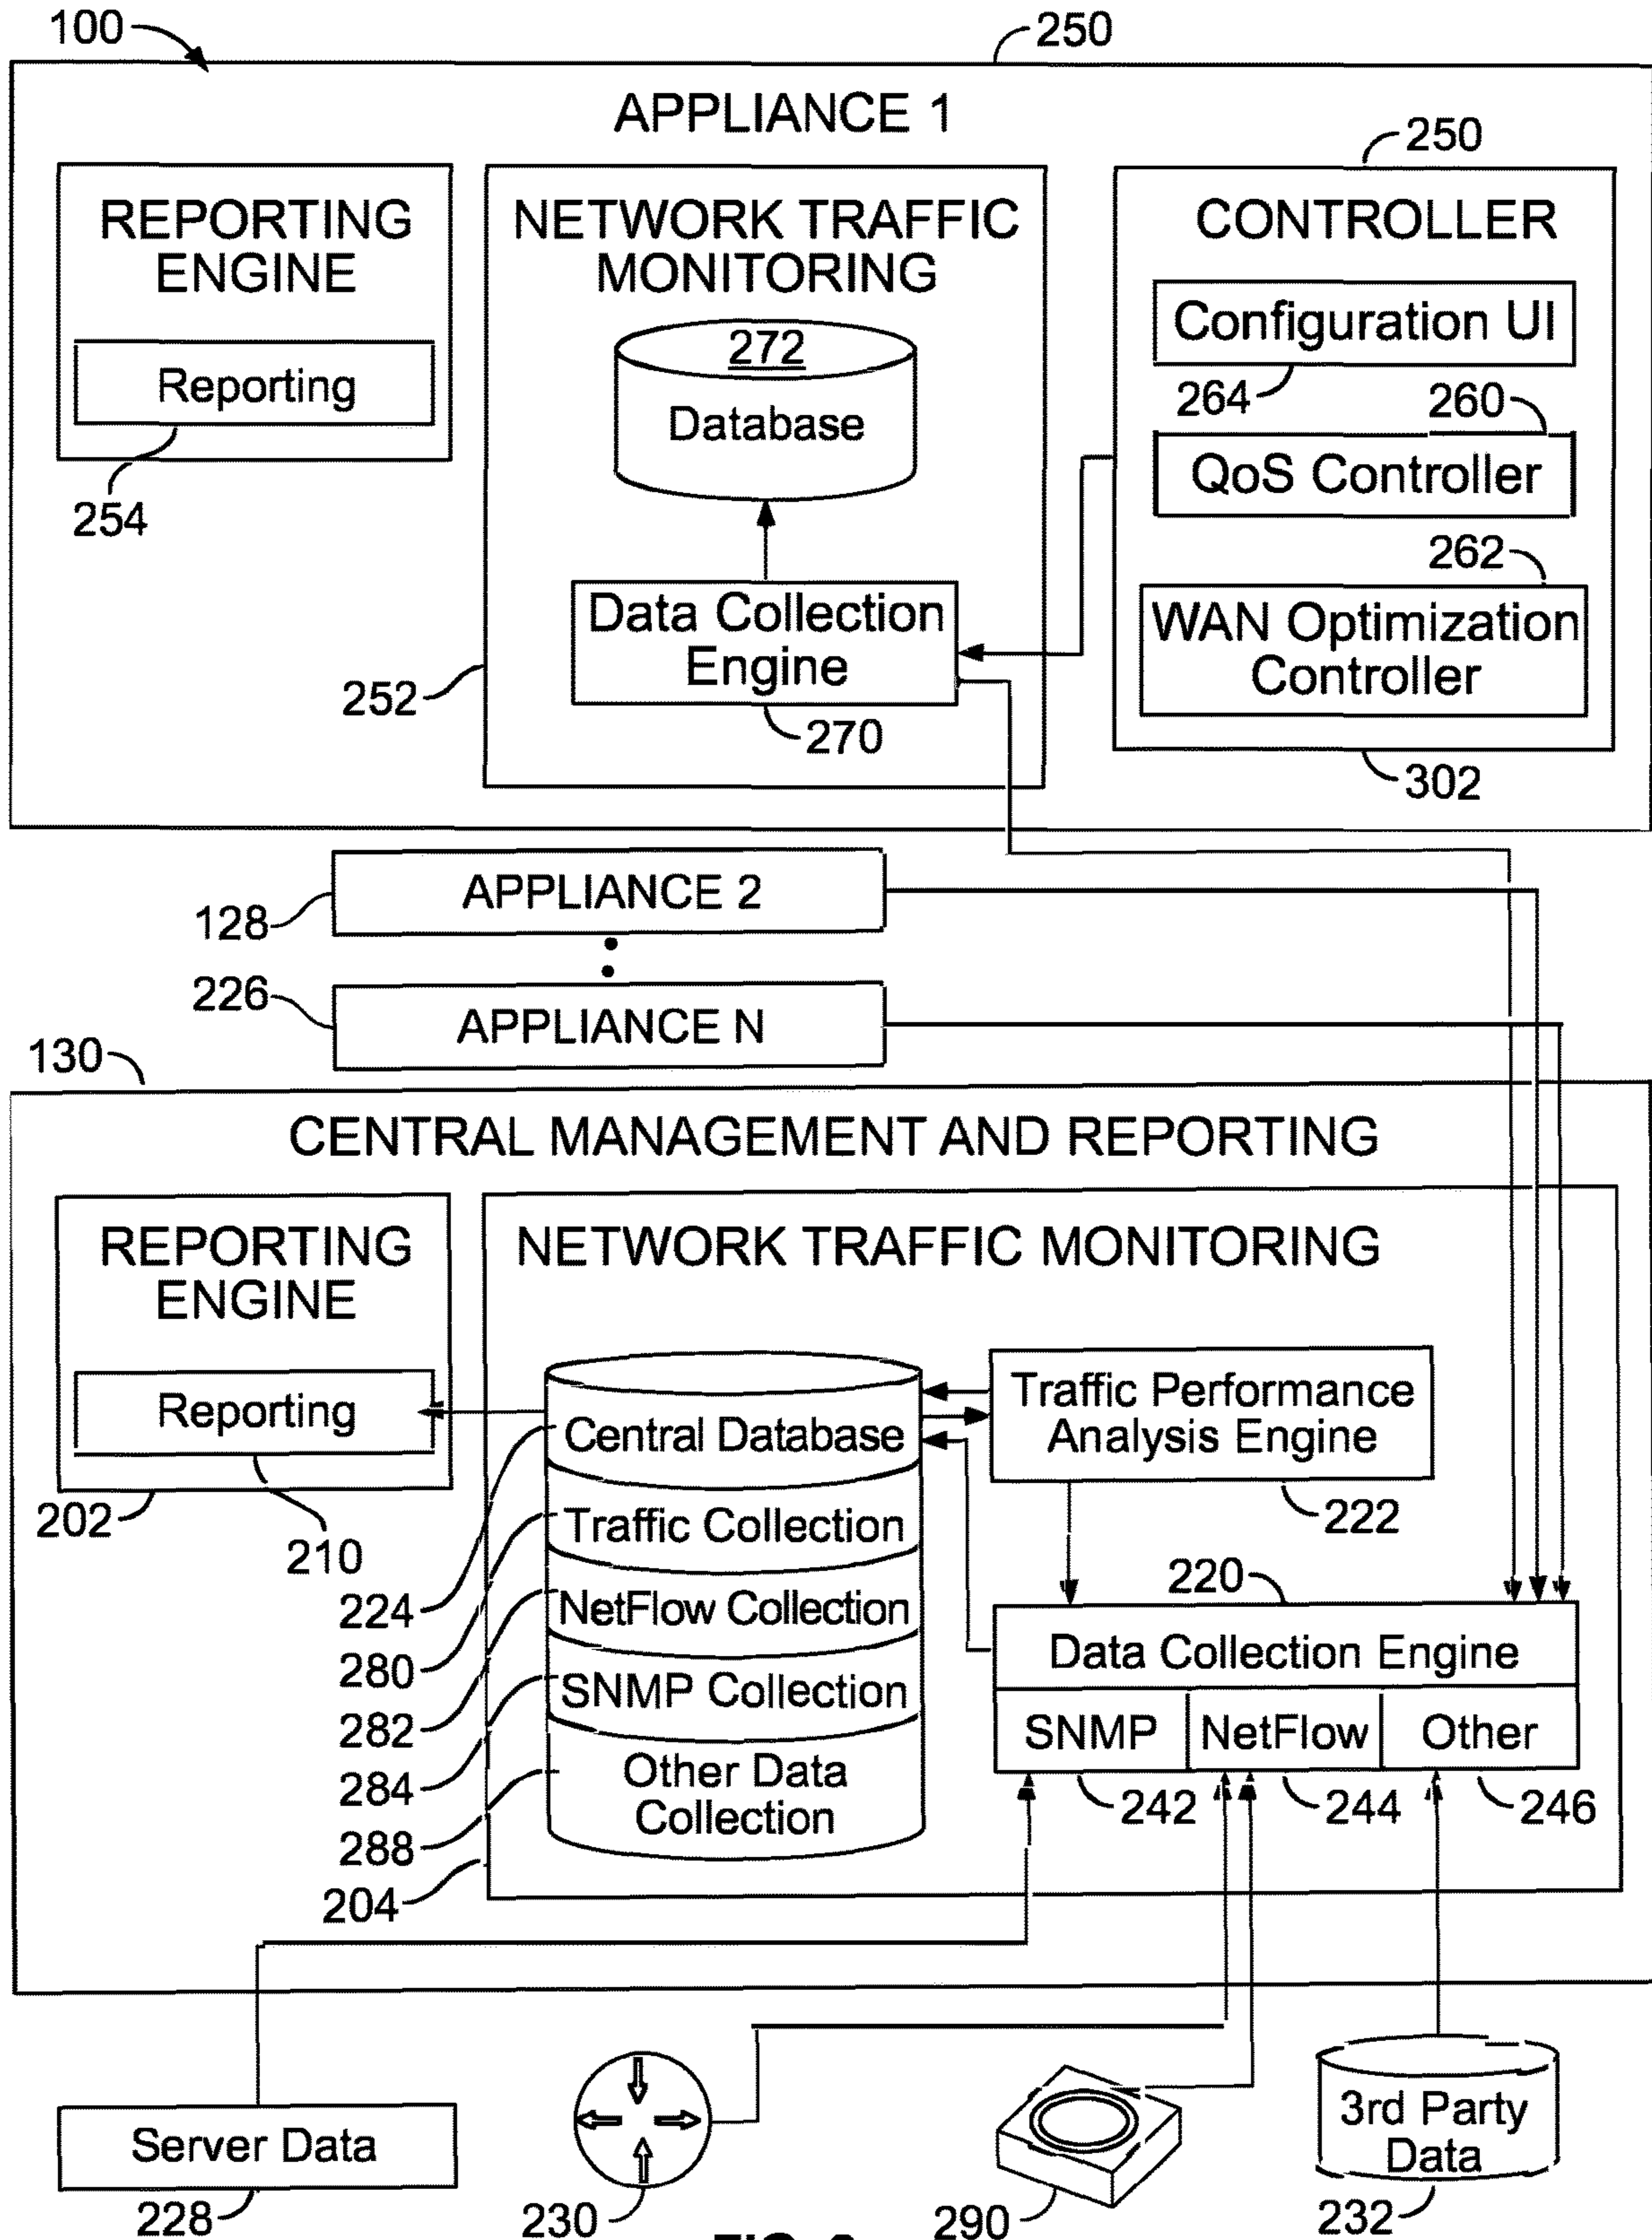 100
250
APPLIANCE 1
250
REPORTING
ENGINE
Reporting
254
NETWORK TRAFFIC
MONITORING
272
Database
Data Collection
Engine
270
252
CONTROLLER
Configuration UI
264
260
QoS Controller
262
WAN Optimization
Controller
302
APPLIANCE 2
128
226
APPLIANCE N
130
CENTRAL MANAGEMENT AND REPORTING
REPORTING
ENGINE
Reporting
202
210
NETWORK TRAFFIC MONITORING
Central Database
Traffic Collection
NetFlow Collection
SNMP Collection
Other Data
Collection
224
280
282
284
288
204
Traffic Performance
Analysis Engine
222
220
Data Collection Engine
SNMP
NetFlow
Other
242
244
246
Server Data
228
230
290
3rd Party
Data
232